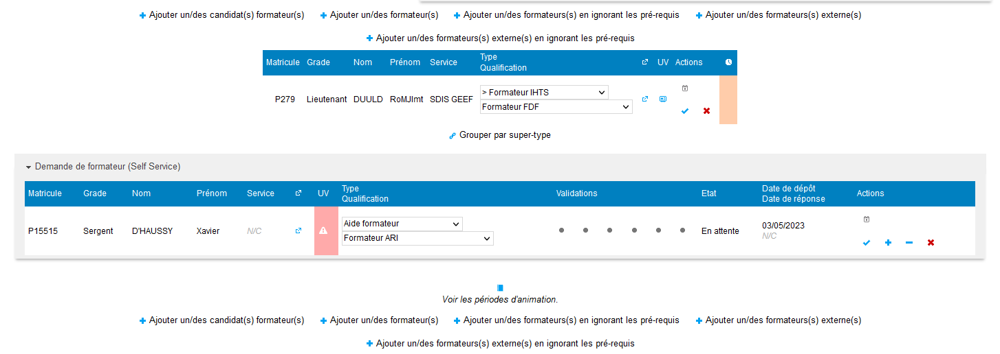 Ajouter un/des candidat(s) formateur(s) Ajouter un/des formateur(s) Ajouter un/des formateurs(s) en ignorant les pré-requis Ajouter un/des formateurs(s) externe(s)
Ajouter un/des formateurs(s) externe(s) en ignorant les pré-requis
Matricule Grade Nom Prénom Service Type Qualification UV Actions
P279 Lieutenant DUULD RoMJImt SDIS GEEF > Formateur IHTS
Formateur FDF
Grouper par super-type
Demande de formateur (Self Service)
Matricule Grade Nom Prénom Service UV Type Qualification Validations Etat Date de dépôt Date de réponse Actions
P15515 Sergent D'HAUSSY Xavier N/C Aide formateur
Formateur ARI En attente 03/05/2023
N/C
Voir les périodes d'animation.
Ajouter un/des candidat(s) formateur(s) Ajouter un/des formateur(s) Ajouter un/des formateurs(s) en ignorant les pré-requis Ajouter un/des formateurs(s) externe(s)
Ajouter un/des formateurs(s) externe(s) en ignorant les pré-requis